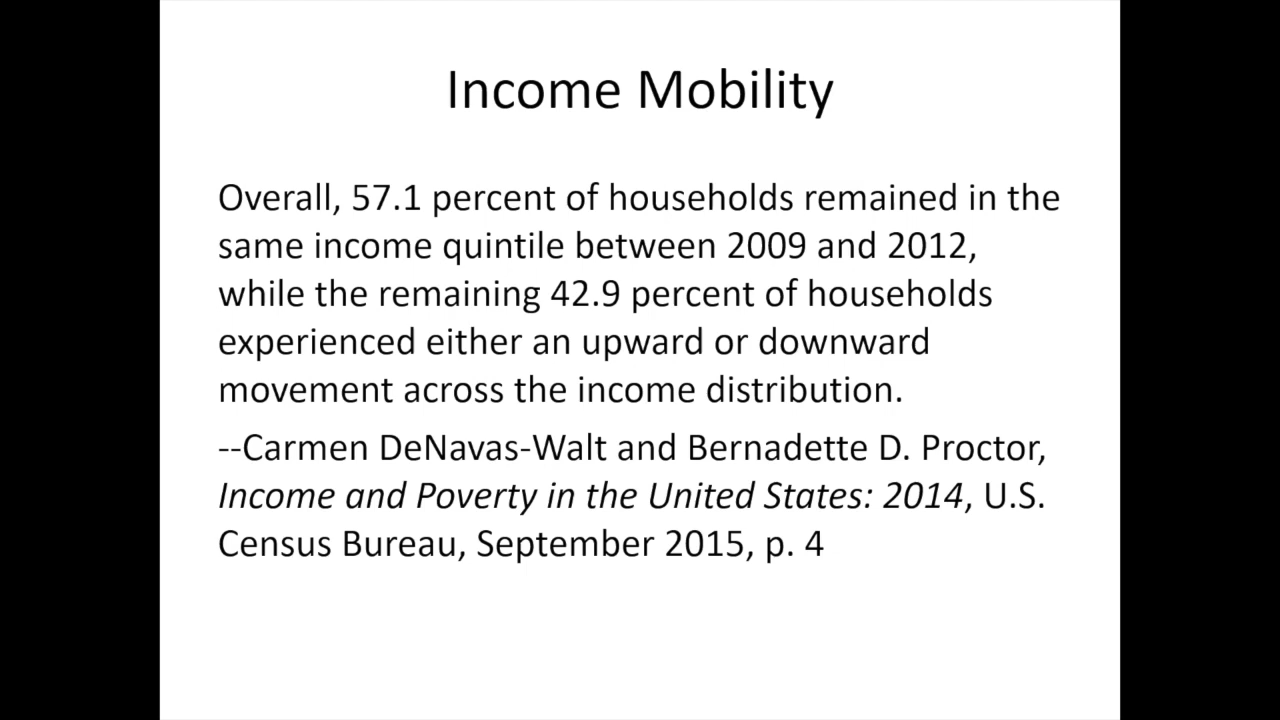 Income Mobility
Overall, 57.1 percent of households remained in the
same income quintile between 2009 and 2012,
while the remaining 42.9 percent of households
experienced either an upward or downward
movement across the income distribution.
--Carmen DeNavas-Walt and Bernadette D. Proctor,
Income and Poverty in the United States: 2014, U.S.
Census Bureau, September 2015, p. 4